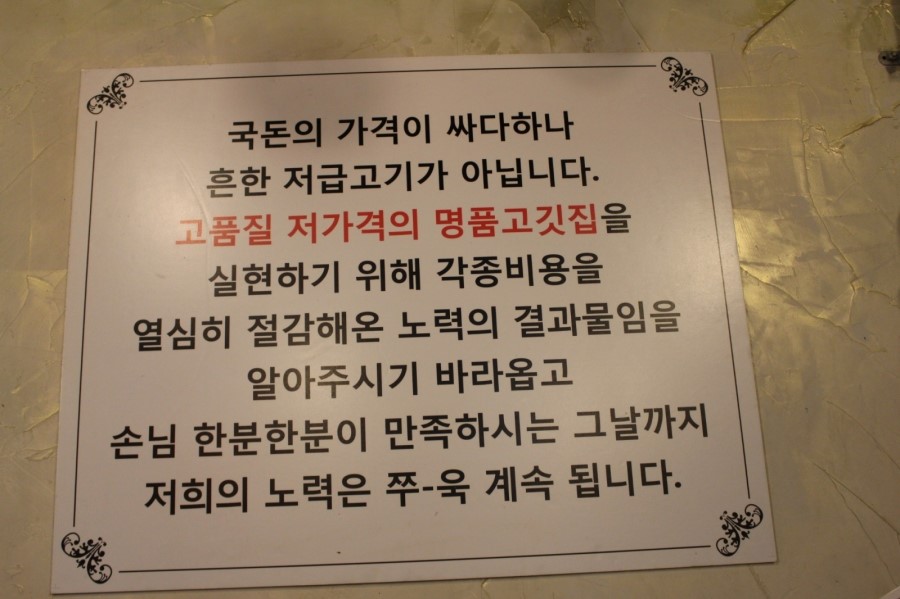 국돈의 가격이 싸다하나
흔한 저급고기가 아닙니다.
고품질 저가격의 명품고깃집을
실현하기 위해 각종비용을
열심히 절감해온 노력의 결과물임을
알아주시기 바라옵고
손님 한분한분이 만족하시는 그날까지
저희의 노력은 쭈-욱 계속 됩니다.